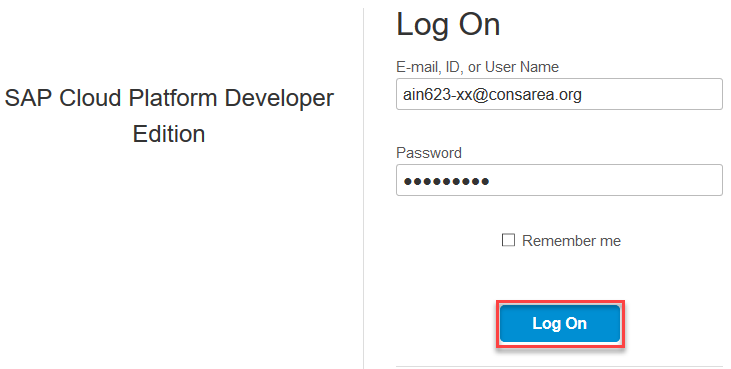 SAP Cloud Platform Developer
Edition
Log On
E-mail, ID, or User Name
ain623-xx@consarea.org
Password
●●●●●●●●●
Remember me
Log On